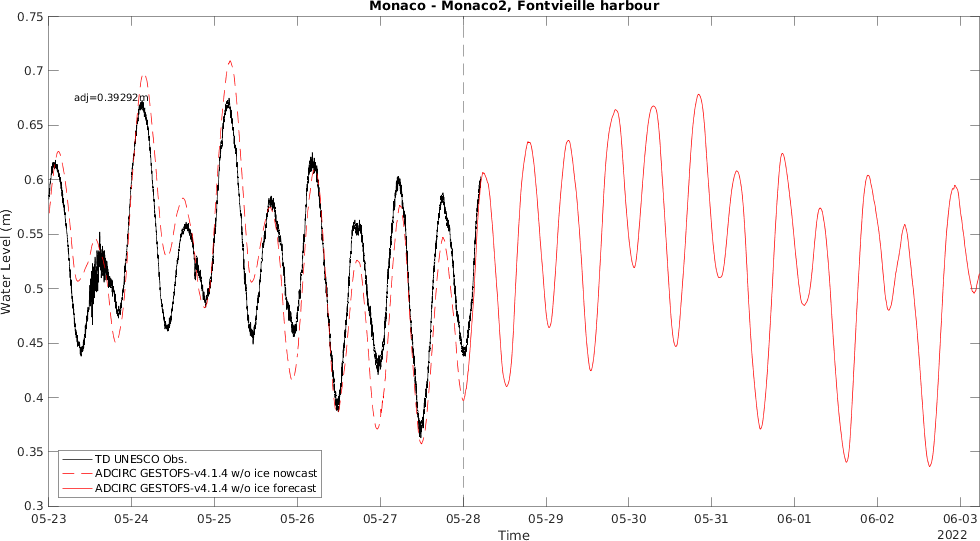 Monaco - Monaco2, Fontvieille harbour
0.75
0.7
0.65
0.6
0.55
0.5
0.45
0.4
0.35
0.3
Water Level (m)
adj=0.39292m
TD UNESCO Obs.
ADCIRC GESTOFS-v4.1.4 w/o ice nowcast
ADCIRC GESTOFS-v4.1.4 w/o ice forecast
05-23 05-24 05-25 05-26 05-27 05-28 05-29 05-30 05-31 06-01 06-02 06-03
Time
2022